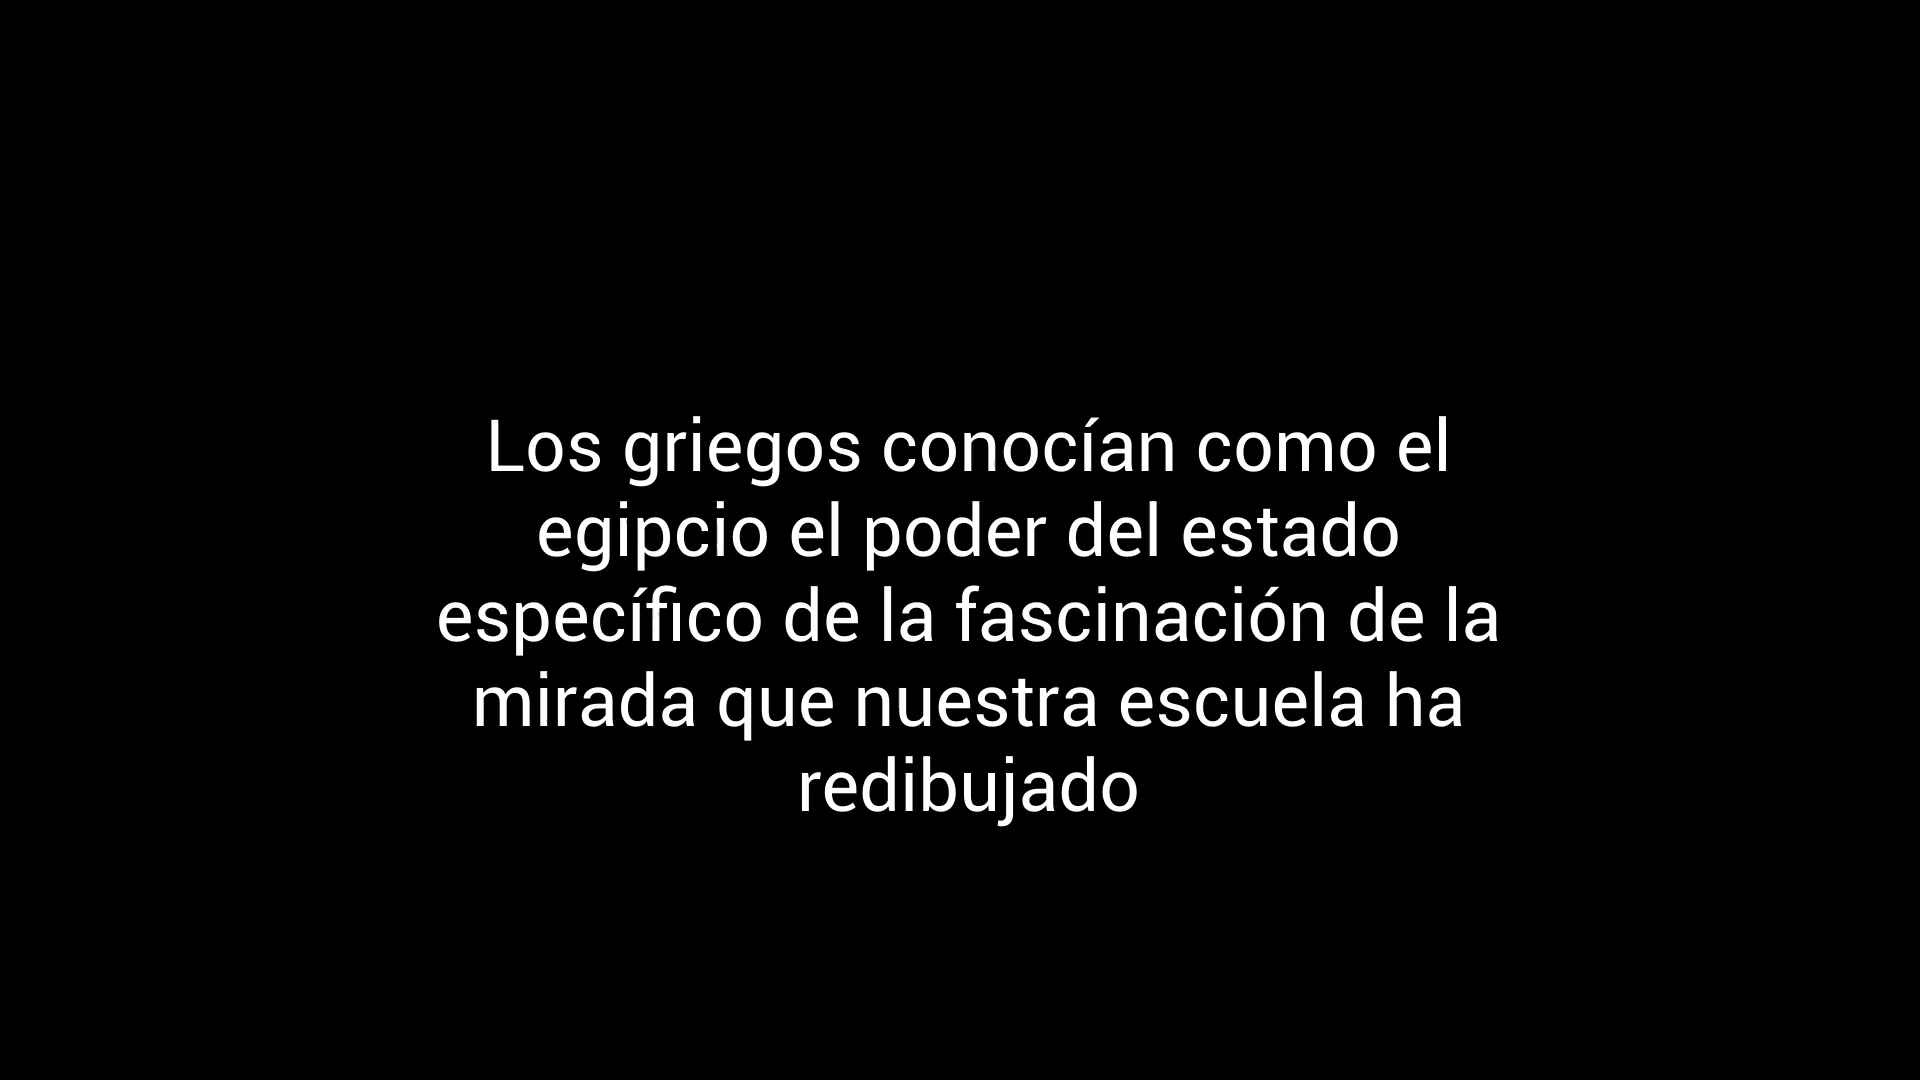 Los griegos conocían como el
egipcio el poder del estado
específico de la fascinación de la
mirada que nuestra escuela ha
redibujado